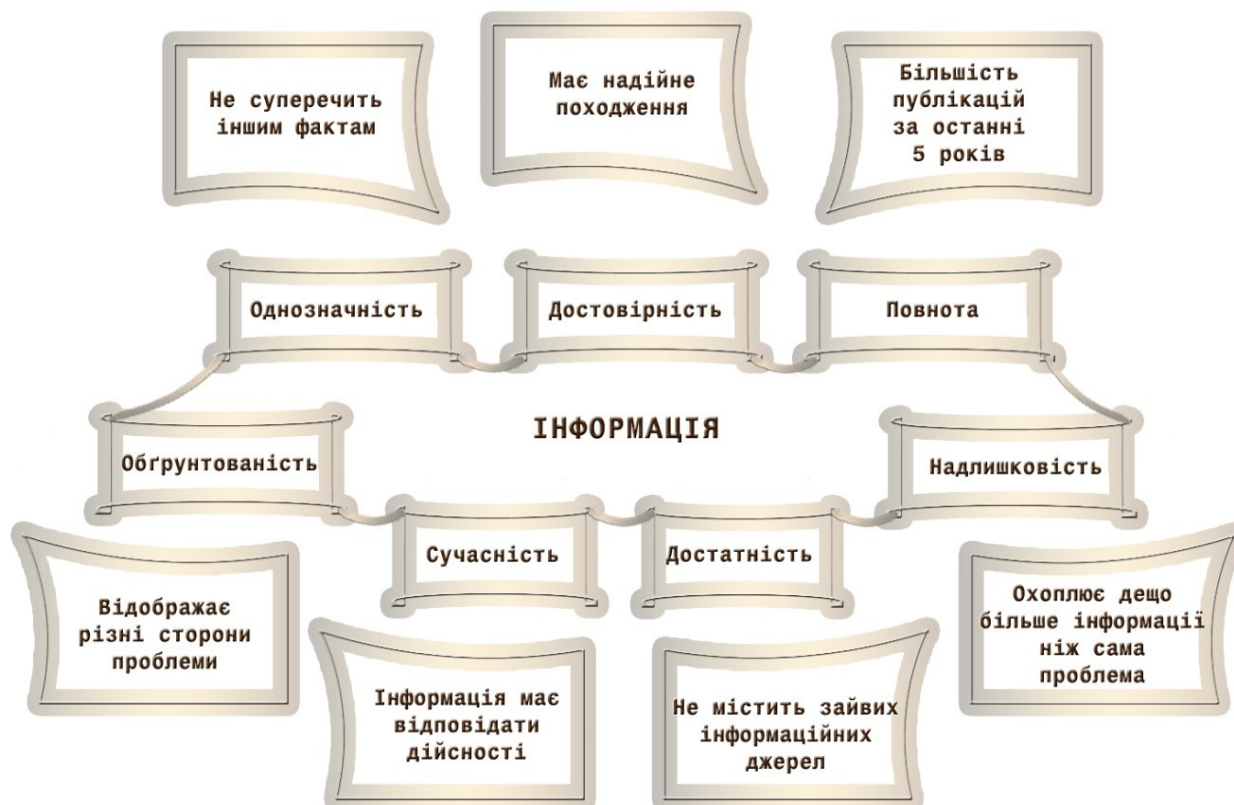 Не суперечить
іншим фактам
Має надійне
походження
Більшість
публікацій
за останні
5 років
Однозначність
Достовірність
Повнота
ІНФОРМАЦІЯ
Обґрунтованість
Надлишковість
Сучасність
Достатність
Відображає
різні сторони
проблеми
Інформація має
відповідати
дійсності
Не містить зайвих
інформаційних
джерел
Охоплює дещо
більше інформації
ніж сама
проблема